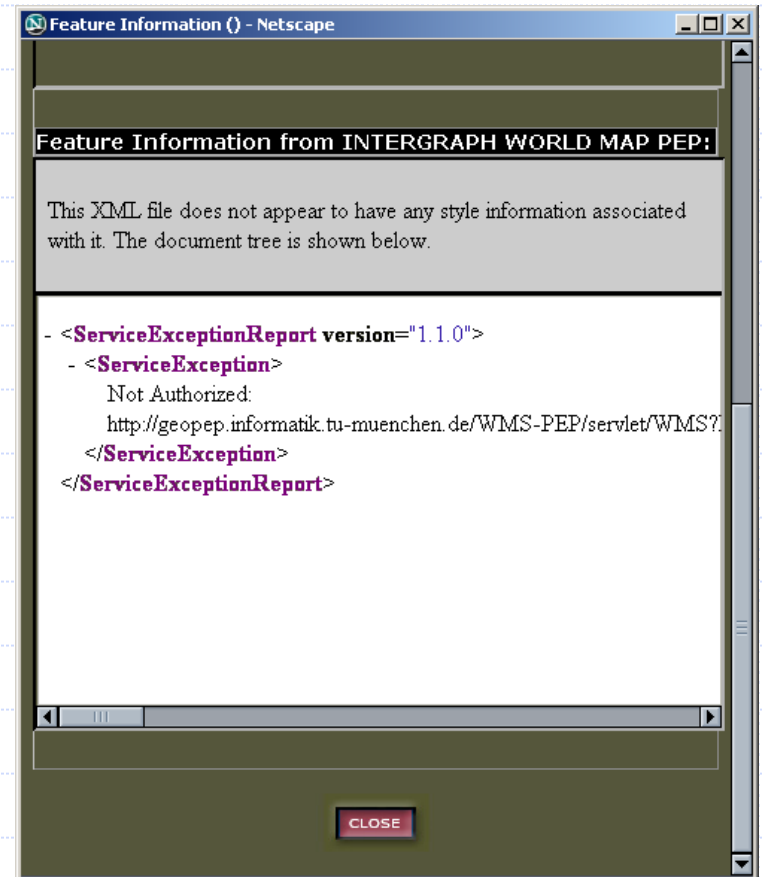 Feature Information () - Netscape
Feature Information from INTERGRAPH WORLD MAP PEP:
This XML file does not appear to have any style information associated
with it. The document tree is shown below.
- <ServiceExceptionReport version="1.1.0">
- <ServiceException>
Not Authorized:
http://geopep.informatik.tu-muenchen.de/WMS-PEP/servlet/WMS?
</ServiceException>
</ServiceExceptionReport>
CLOSE